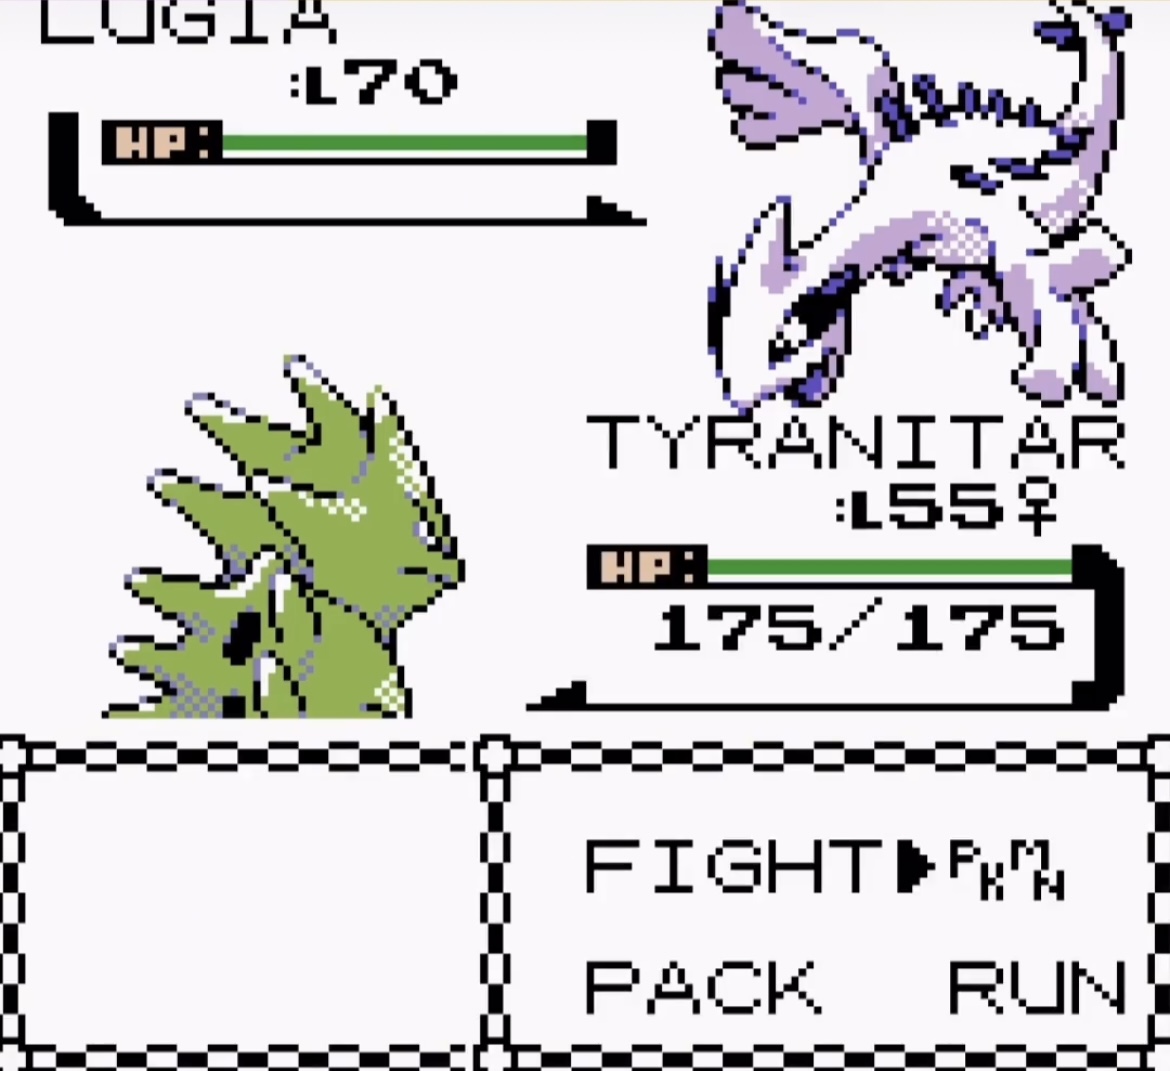 LUGIA
:L70
HP:
TYRANITAR
:L55♀
HP:
175/175
FIGHT ▶PKMN
PACK RUN